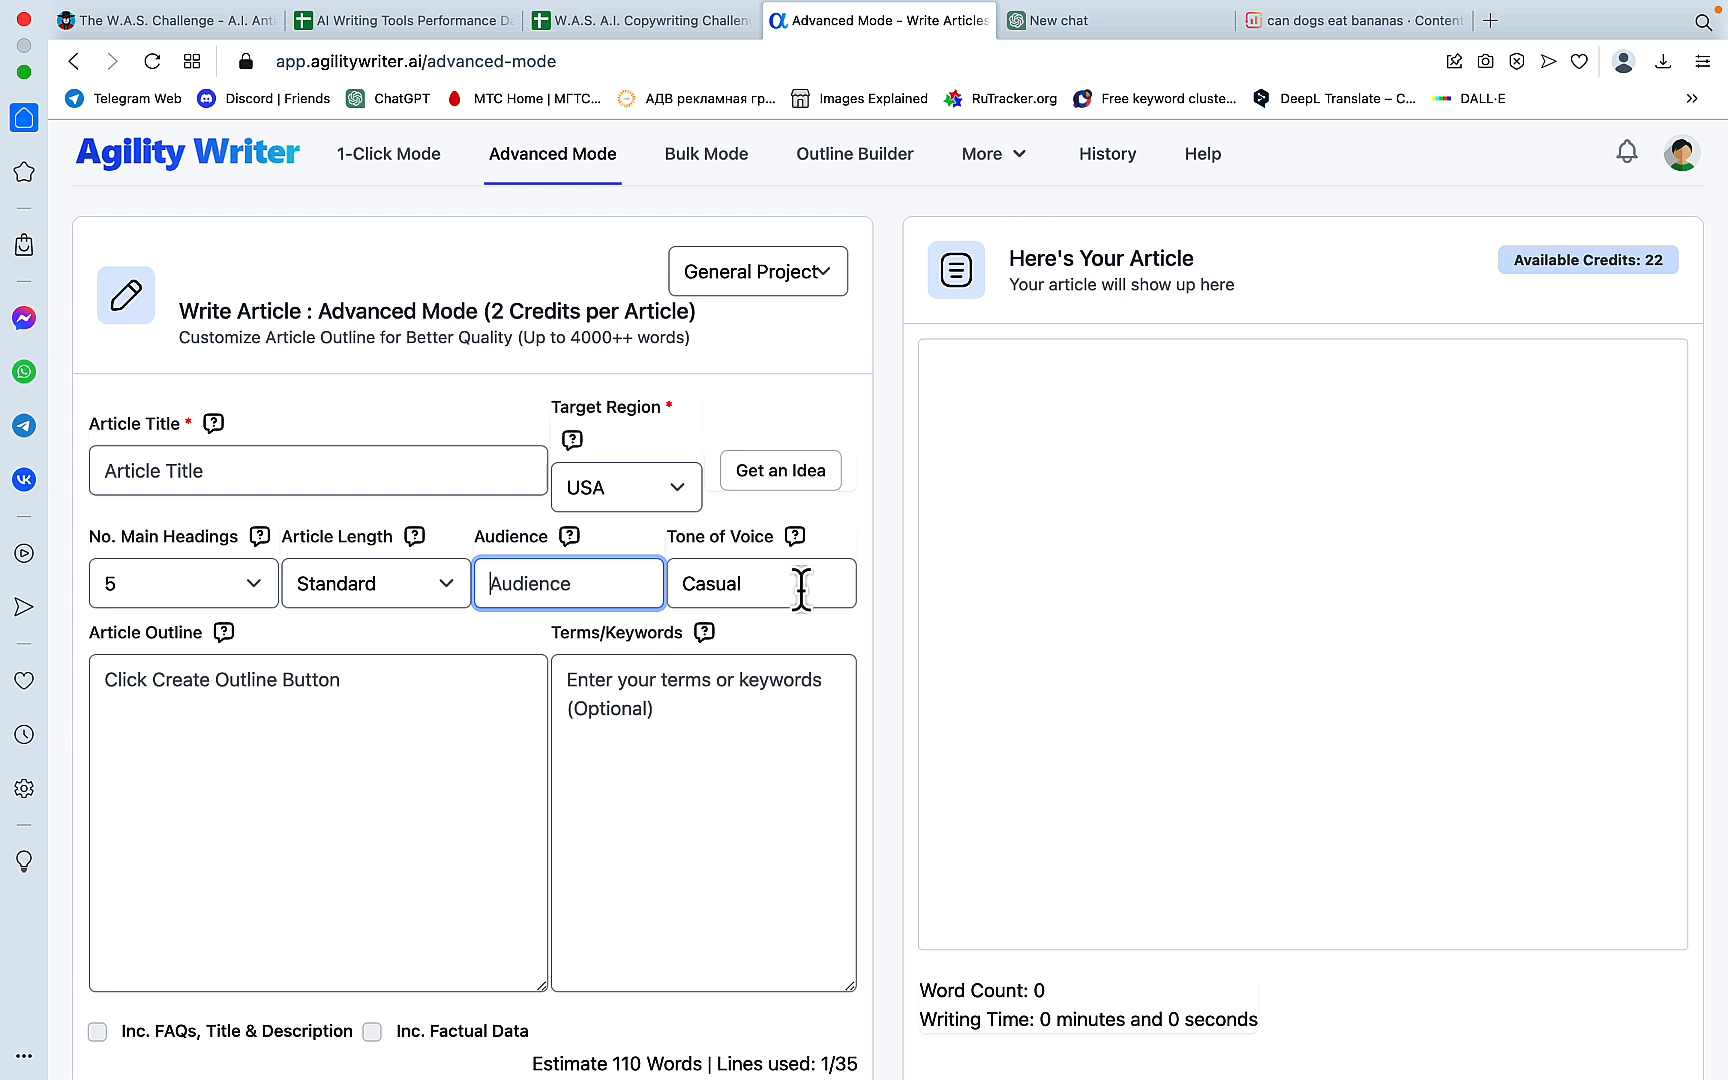 The W.A.S. Challenge - A.I. Anti
AI Writing Tools Performance Da
W.A.S. A.I. Copywriting Challen
Advanced Mode - Write Articles
New chat
can dogs eat bananas · Content
app.agilitywriter.ai/advanced-mode
Telegram Web
Discord | Friends
ChatGPT
МТС Home | МГТС...
АДВ рекламная гр...
Images Explained
RuTracker.org
Free keyword cluste...
DeepL Translate – C...
DALL·E
Agility Writer
1-Click Mode
Advanced Mode
Bulk Mode
Outline Builder
More
History
Help
General Project
Write Article : Advanced Mode (2 Credits per Article)
Customize Article Outline for Better Quality (Up to 4000++ words)
Here's Your Article
Your article will show up here
Available Credits: 22
Article Title *
Target Region *
Article Title
USA
Get an Idea
No. Main Headings
Article Length
Audience
Tone of Voice
5
Standard
Audience
Casual
Article Outline
Terms/Keywords
Click Create Outline Button
Enter your terms or keywords
(Optional)
Inc. FAQs, Title & Description
Inc. Factual Data
Estimate 110 Words | Lines used: 1/35
Word Count: 0
Writing Time: 0 minutes and 0 seconds